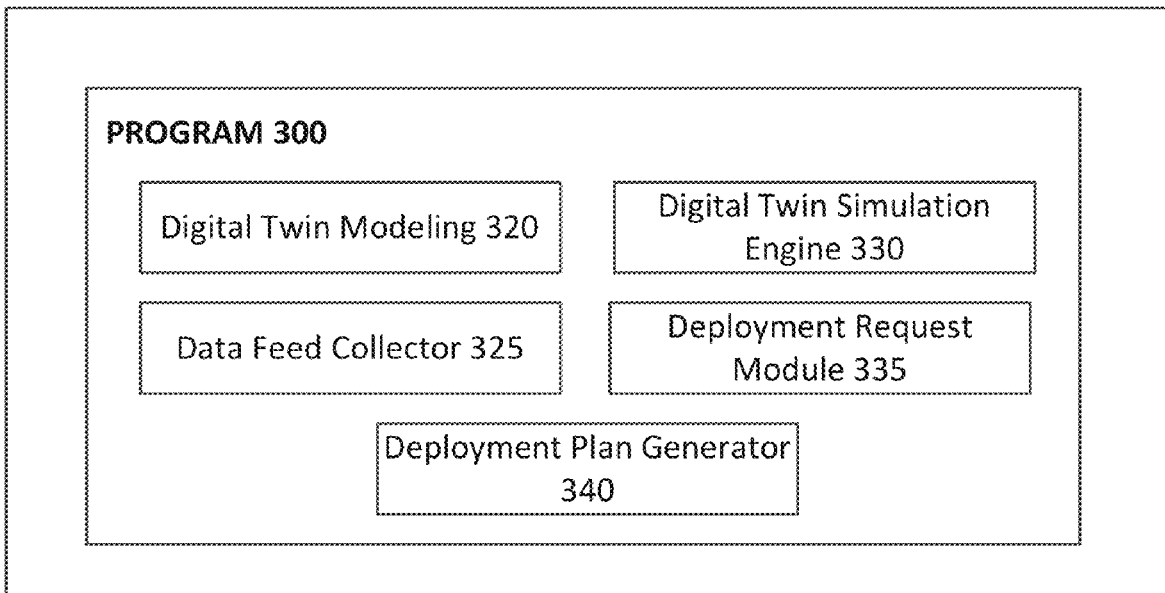 PROGRAM 300
Digital Twin Modeling 320
Digital Twin Simulation
Engine 330
Data Feed Collector 325
Deployment Request
Module 335
Deployment Plan Generator
340